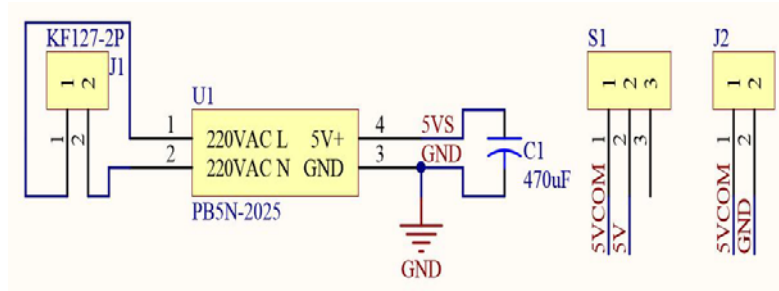 KF127-2P
J1
1 2
1
2
U1
1
2
220VAC L 5V+
220VAC N GND
4
3
5VS
GND
PB5N-2025
C1
470uF
GND
S1
1 2 3
1
2
3
5VCOM
5V
J2
1 2
1
2
5VCOM
GND